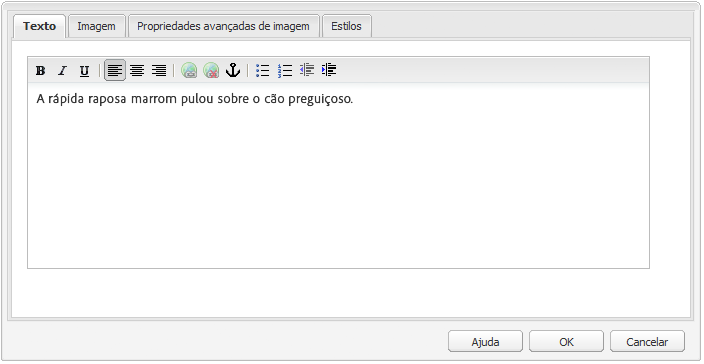 Texto Imagem Propriedades avançadas de imagem Estilos
B I U
A rápida raposa marrom pulou sobre o cão preguiçoso.
Ajuda OK Cancelar